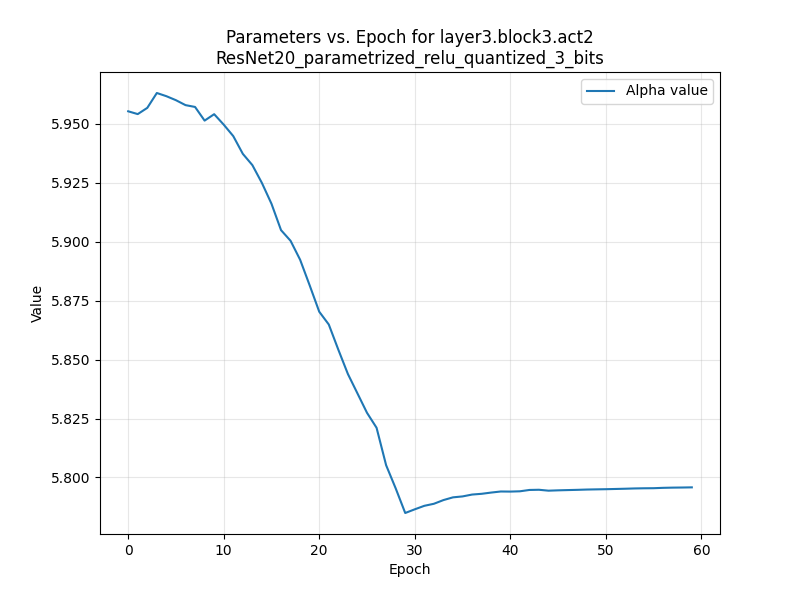 Parameters vs. Epoch for layer3.block3.act2
ResNet20_parametrized_relu_quantized_3_bits
Alpha value
5.950
5.925
5.900
5.875
5.850
5.825
5.800
Value
0 10 20 30 40 50 60
Epoch